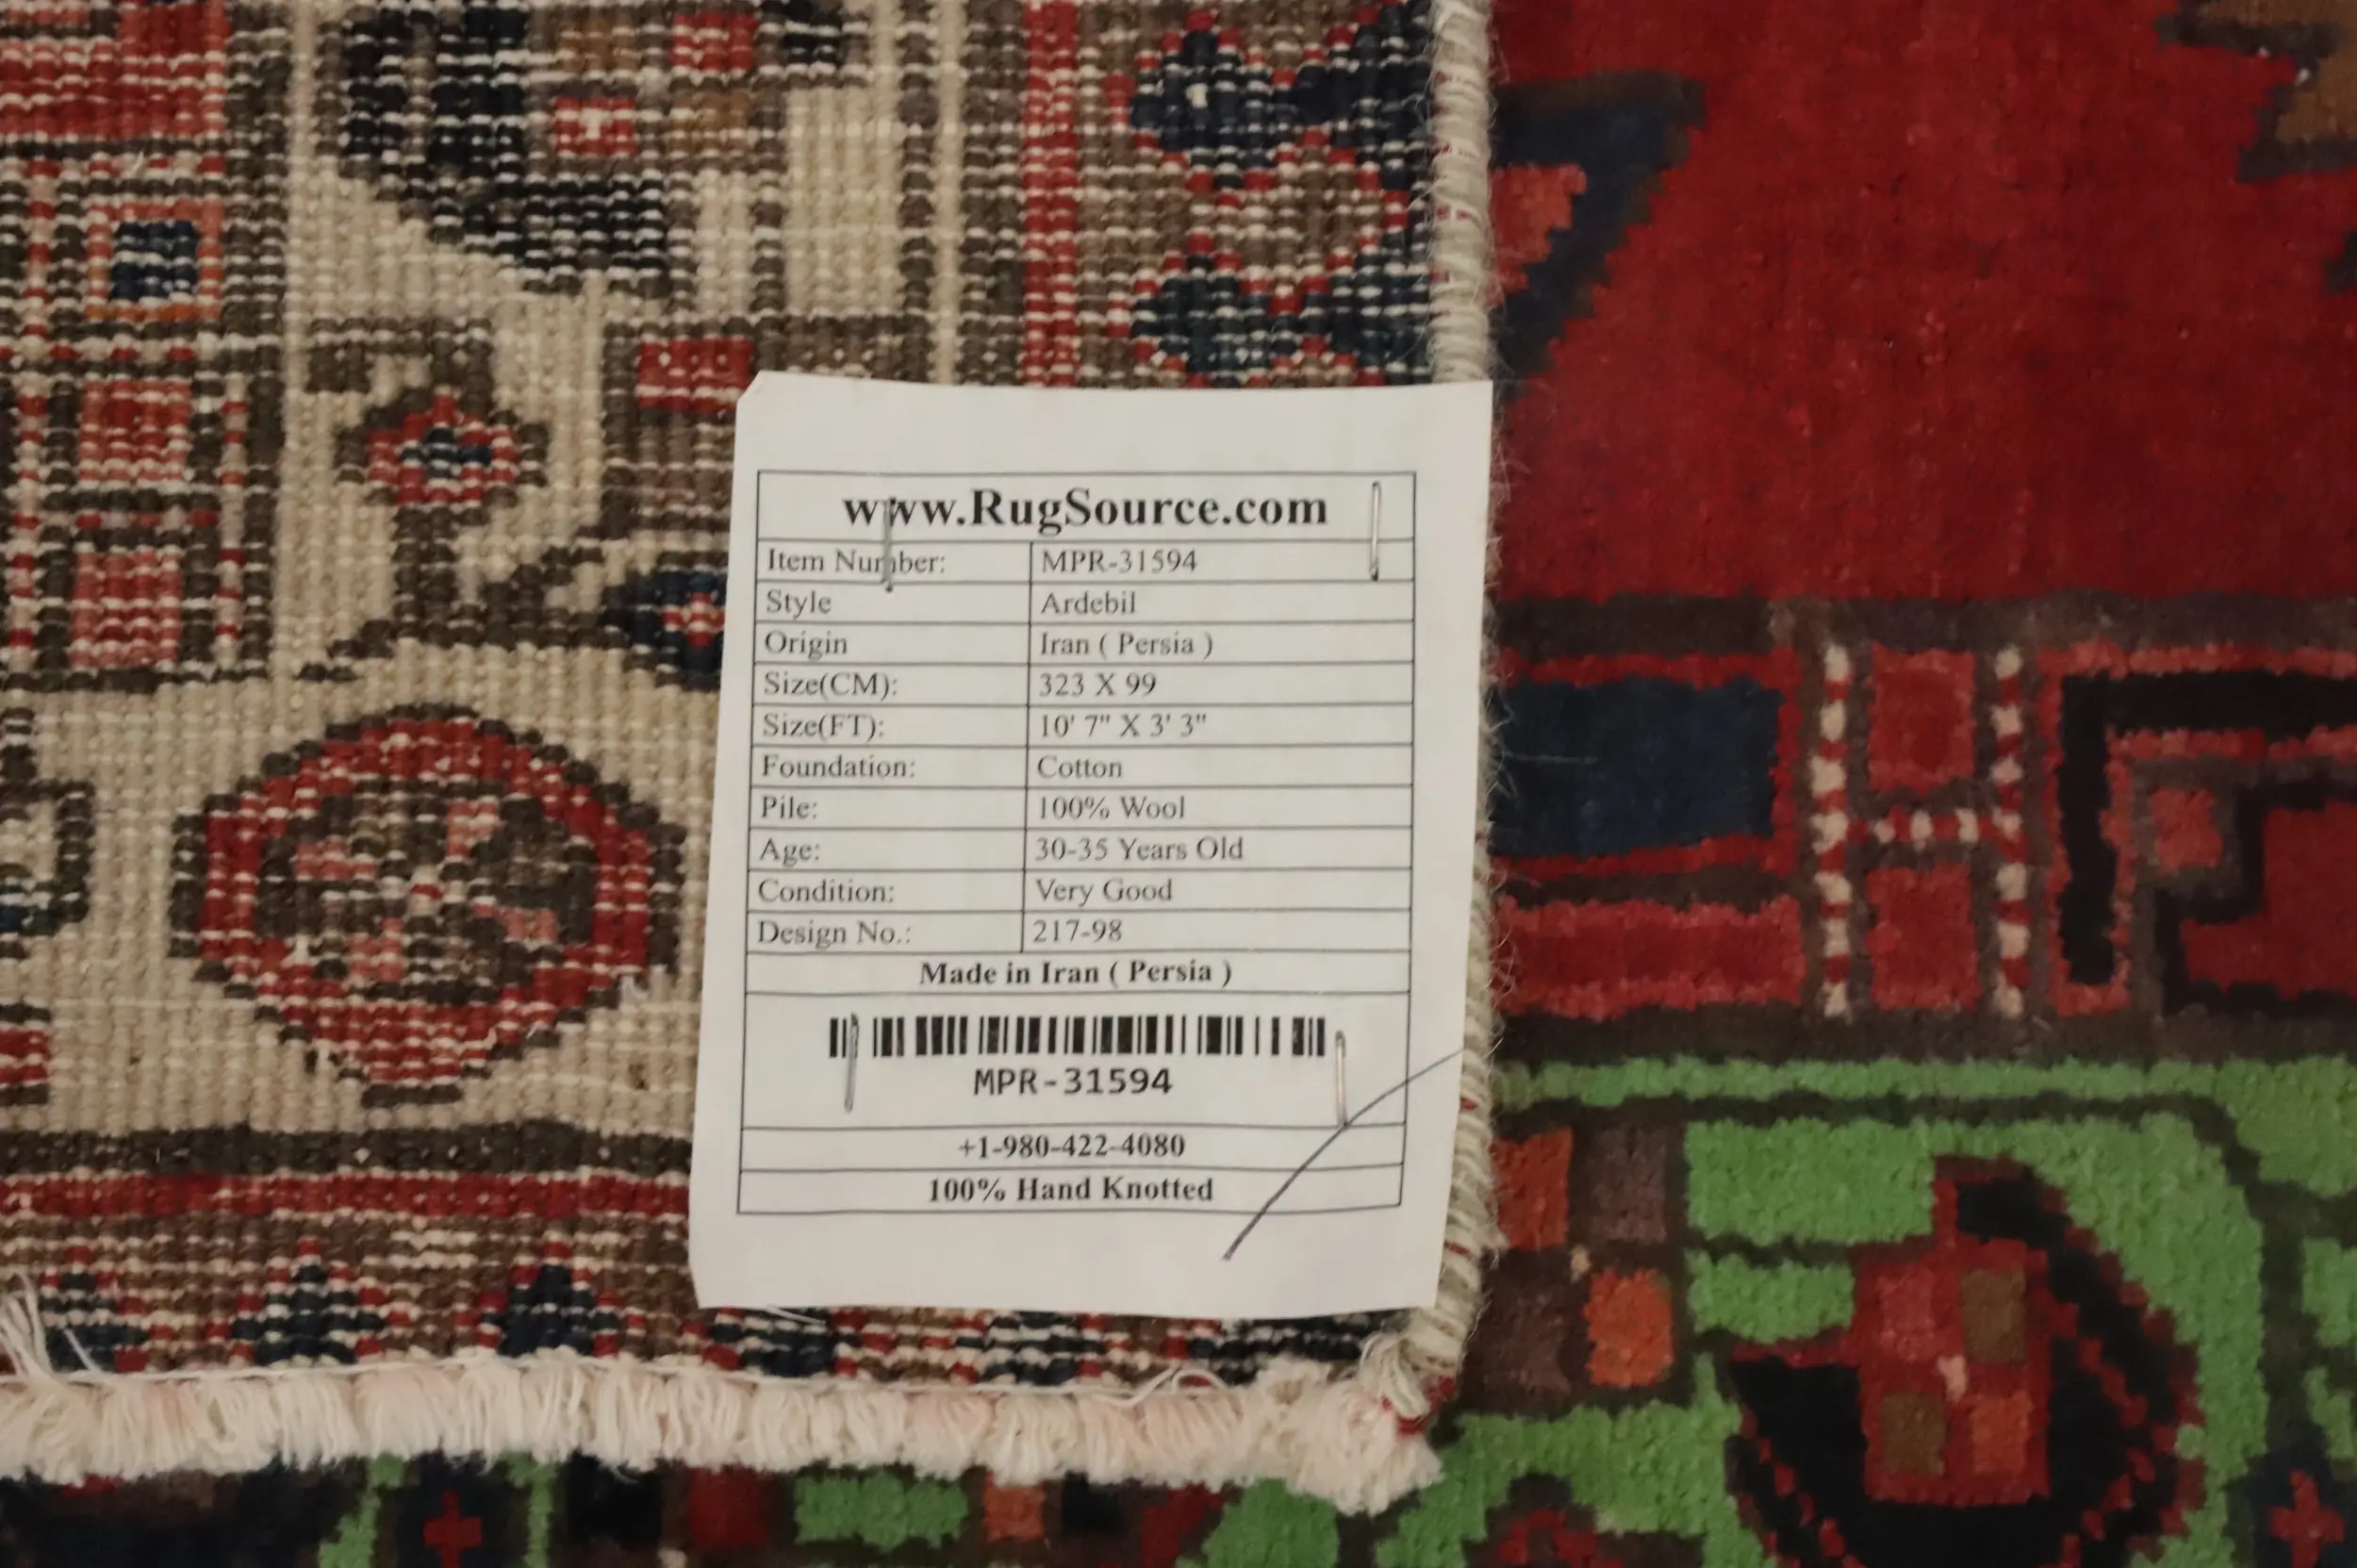 www.RugSource.com
Item Number: MPR-31594
Style Ardebil
Origin Iran ( Persia )
Size(CM): 323 X 99
Size(FT): 10' 7" X 3' 3"
Foundation: Cotton
Pile: 100% Wool
Age: 30-35 Years Old
Condition: Very Good
Design No.: 217-98
Made in Iran ( Persia )
MPR-31594
+1-980-422-4080
100% Hand Knotted